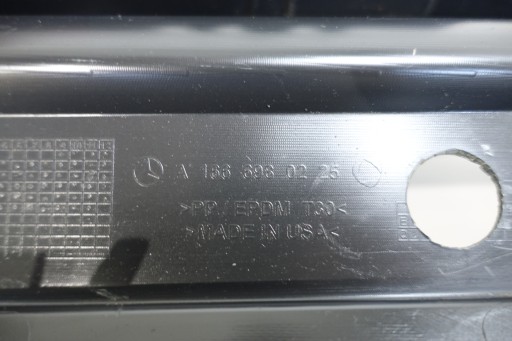 A 166 698 02 25
>PP/EPDM T30<
>MADE IN USA<